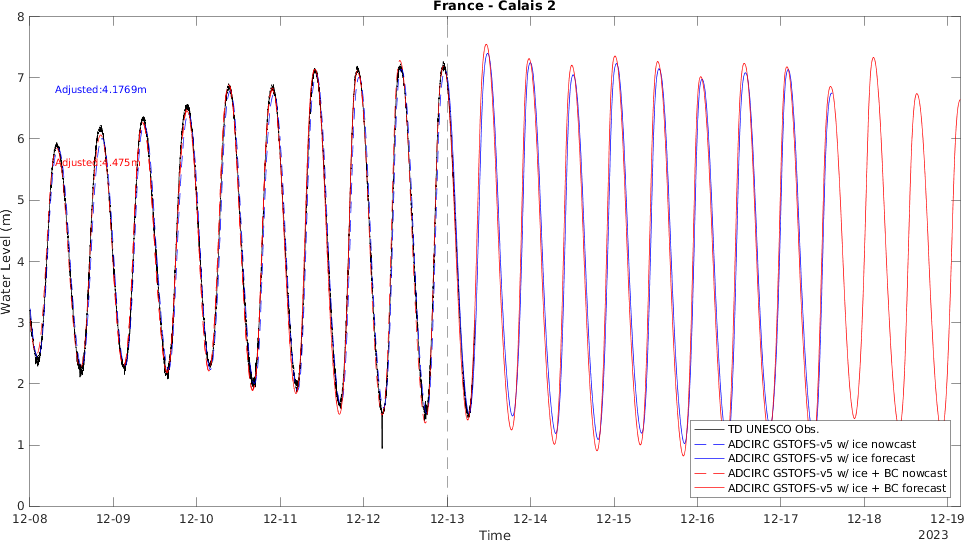 France - Calais 2
8
7
6
5
4
3
2
1
0
Water Level (m)
Adjusted:4.1769m
Adjusted:4.475m
TD UNESCO Obs.
ADCIRC GSTOFS-v5 w/ ice nowcast
ADCIRC GSTOFS-v5 w/ ice forecast
ADCIRC GSTOFS-v5 w/ ice + BC nowcast
ADCIRC GSTOFS-v5 w/ ice + BC forecast
12-08 12-09 12-10 12-11 12-12 12-13 12-14 12-15 12-16 12-17 12-18 12-19
Time
2023